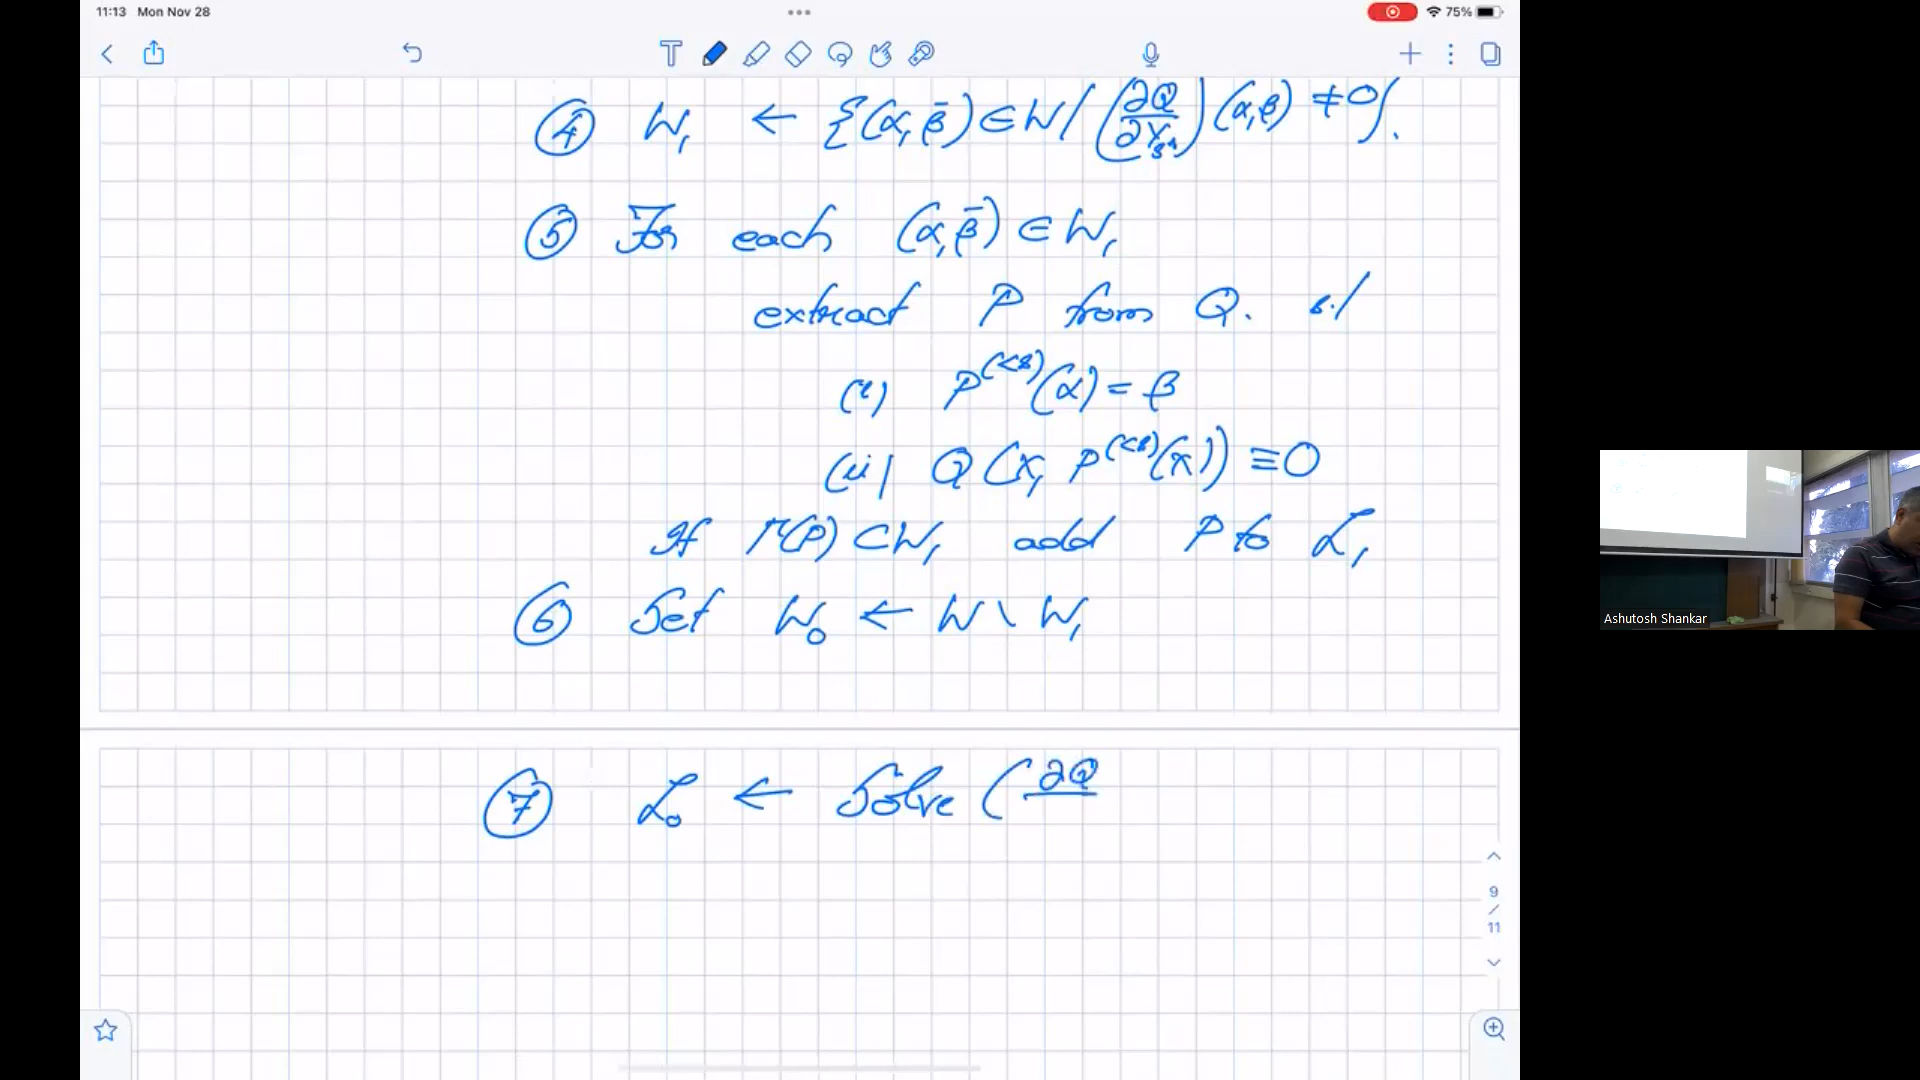 11:13 Mon Nov 28
75%
④ W₁ ← {(α, β̄) ∈ W / (∂Q/∂Y_{s-1})(α, β) ≠ 0}.
⑤ For each (α, β̄) ∈ W₁
extract P from Q. s.t
(i) P^(<s)(α) = β
(ii) Q(x, P^(<s)(x)) ≡ 0
If Γ(P) ⊂ W₁ add P to L₁
⑥ Set W₀ ← W \ W₁
⑦ L₀ ← Solve (∂Q
9
/
11
Ashutosh Shankar